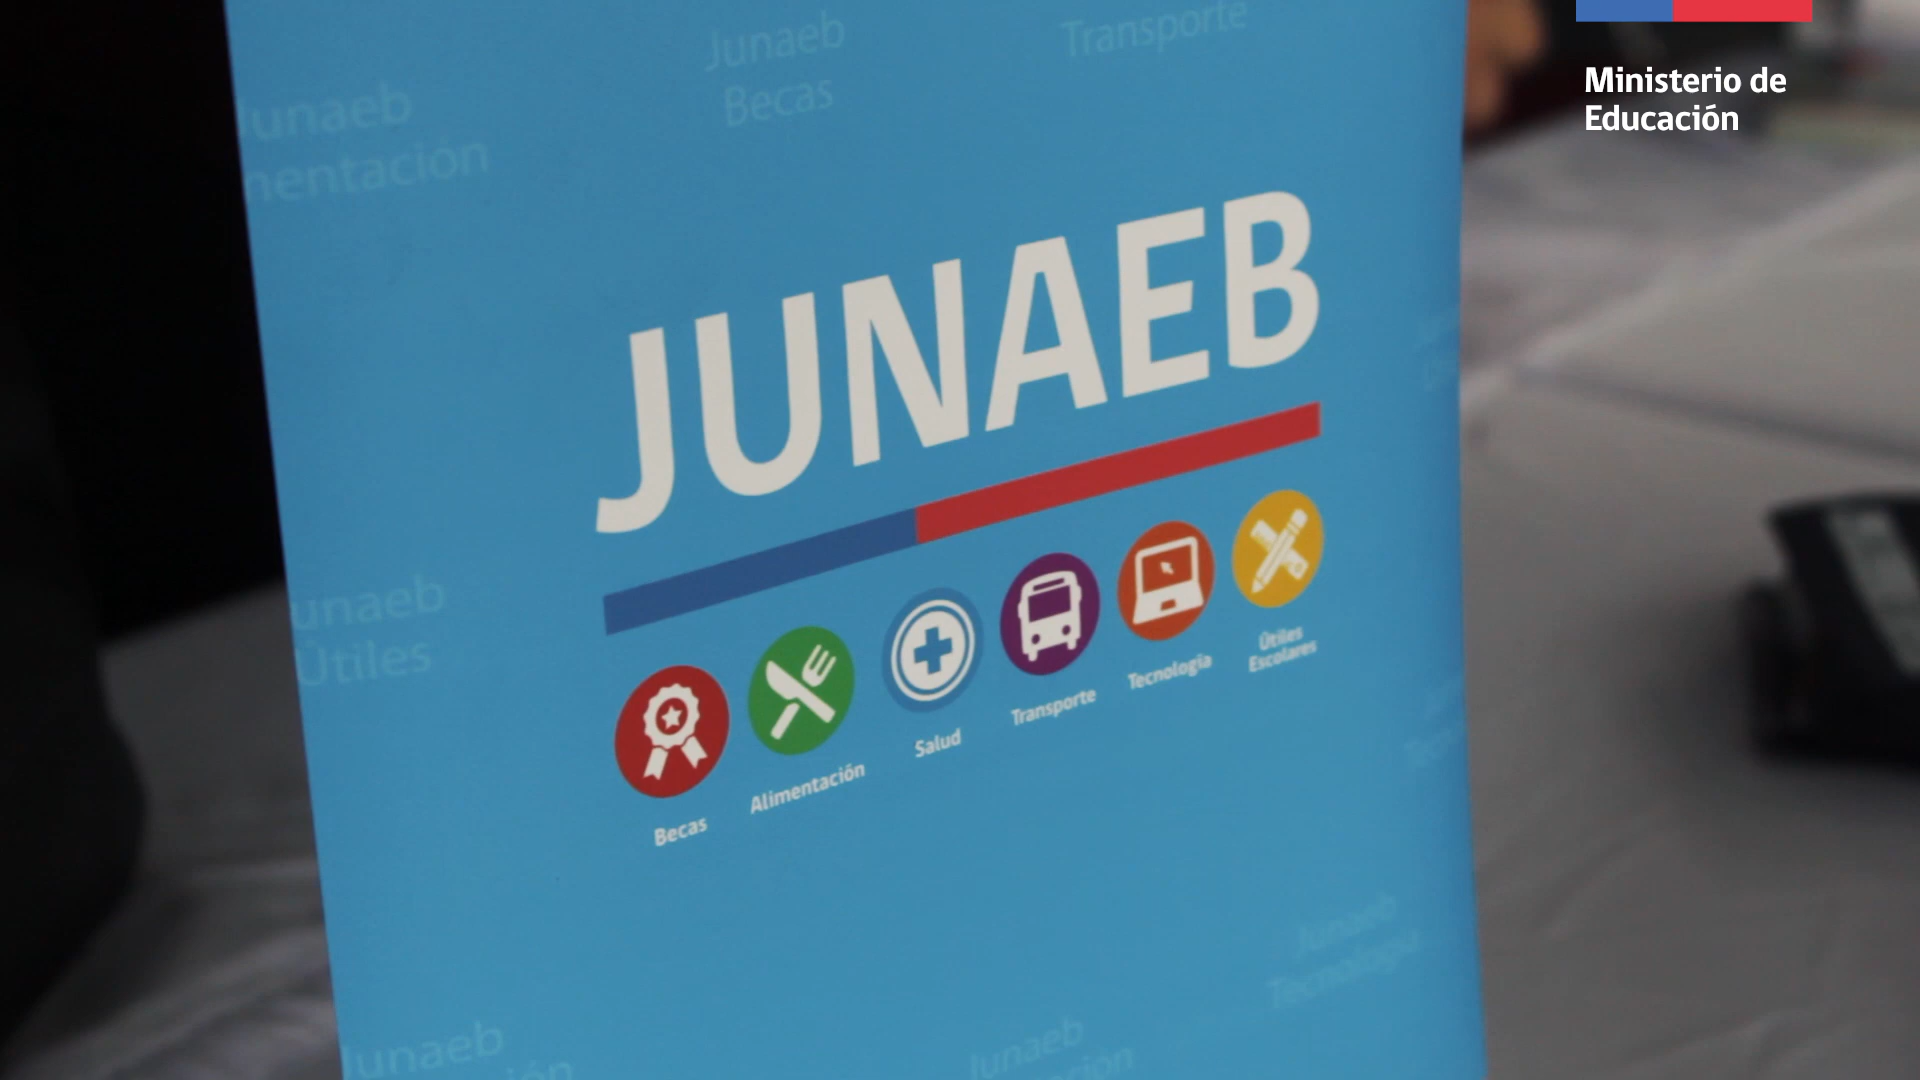 Ministerio de
Educación
Junaeb
Becas
Transporte
Junaeb
JUNAEB
Becas
Alimentación
Salud
Transporte
Tecnología
Útiles
Escolares
Útiles
Junaeb
Tecnología
Junaeb
Junaeb